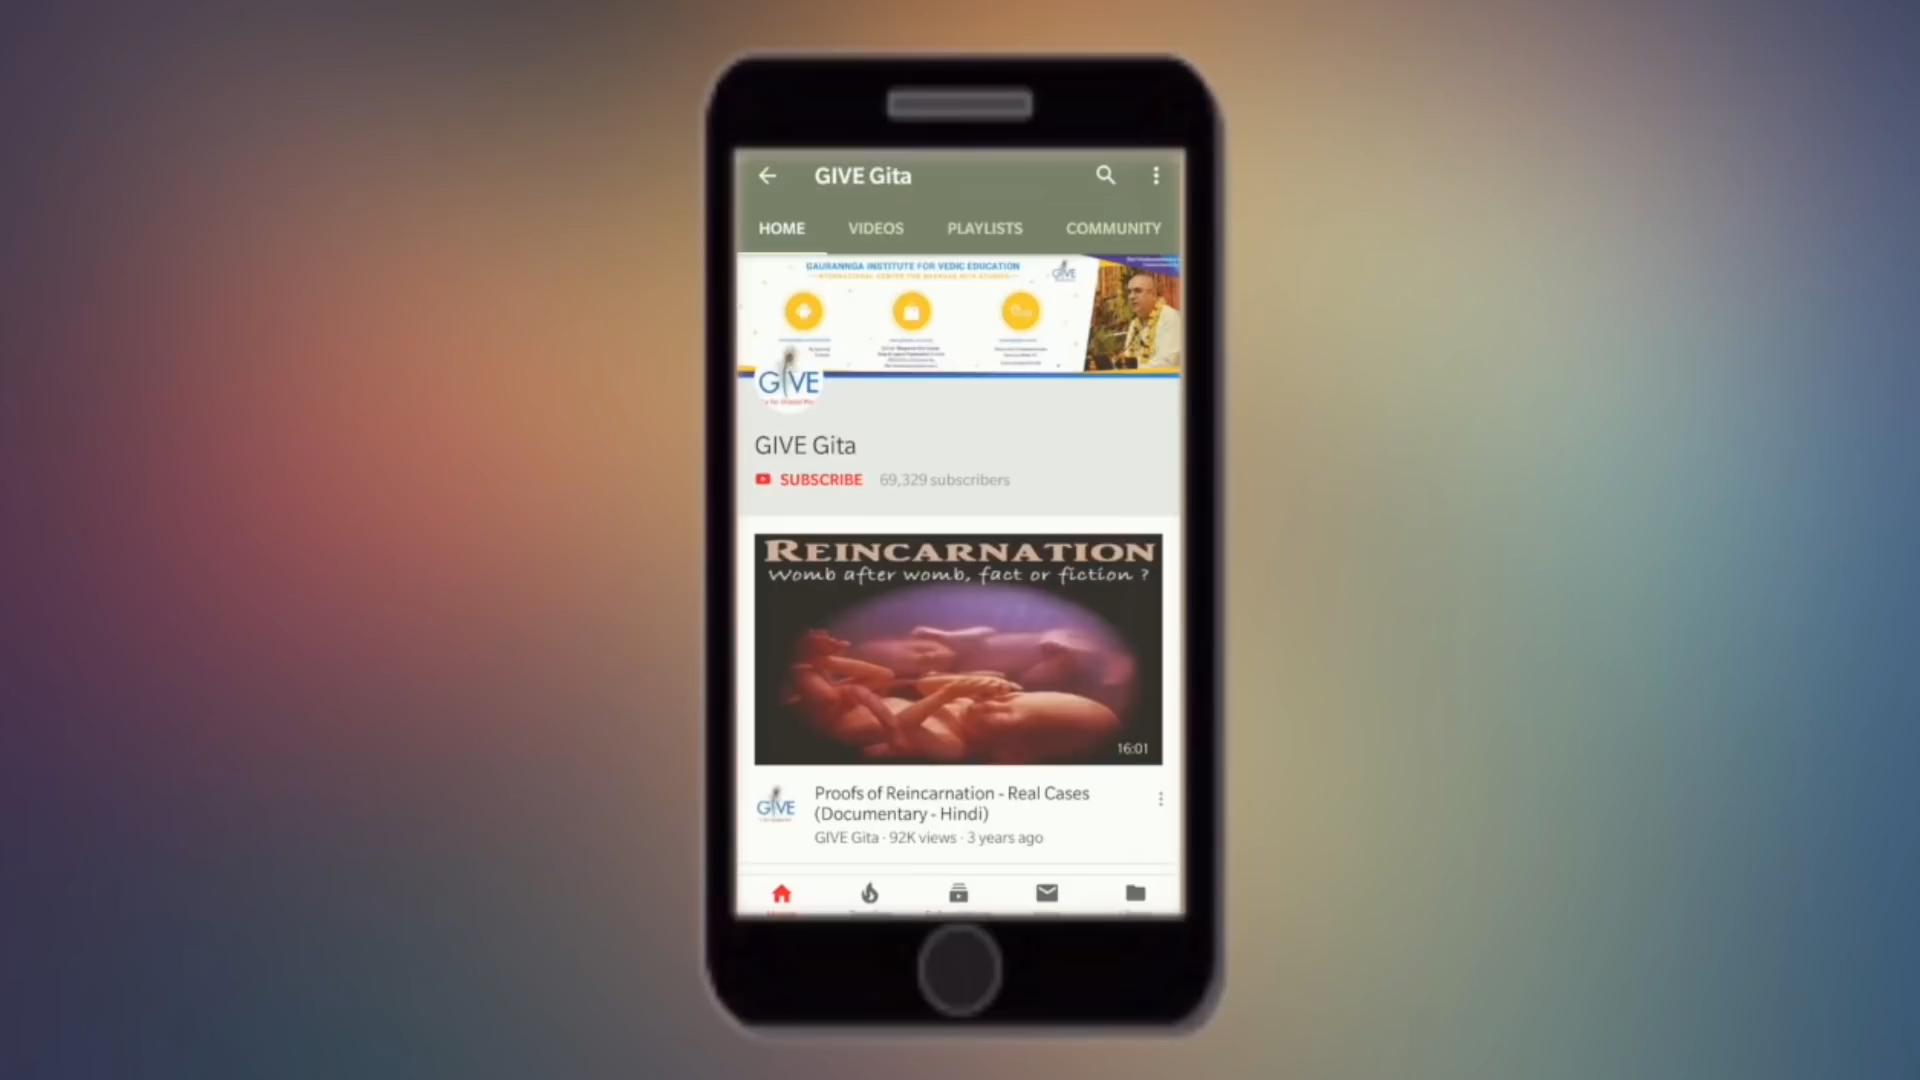 GIVE Gita
HOME VIDEOS PLAYLISTS COMMUNITY
GAURANNGA INSTITUTE FOR VEDIC EDUCATION
GIVE
GIVE
GIVE Gita
SUBSCRIBE 69,329 subscribers
REINCARNATION
Womb after womb, fact or fiction ?
16:01
GIVE
Proofs of Reincarnation - Real Cases
(Documentary - Hindi)
GIVE Gita · 92K views · 3 years ago